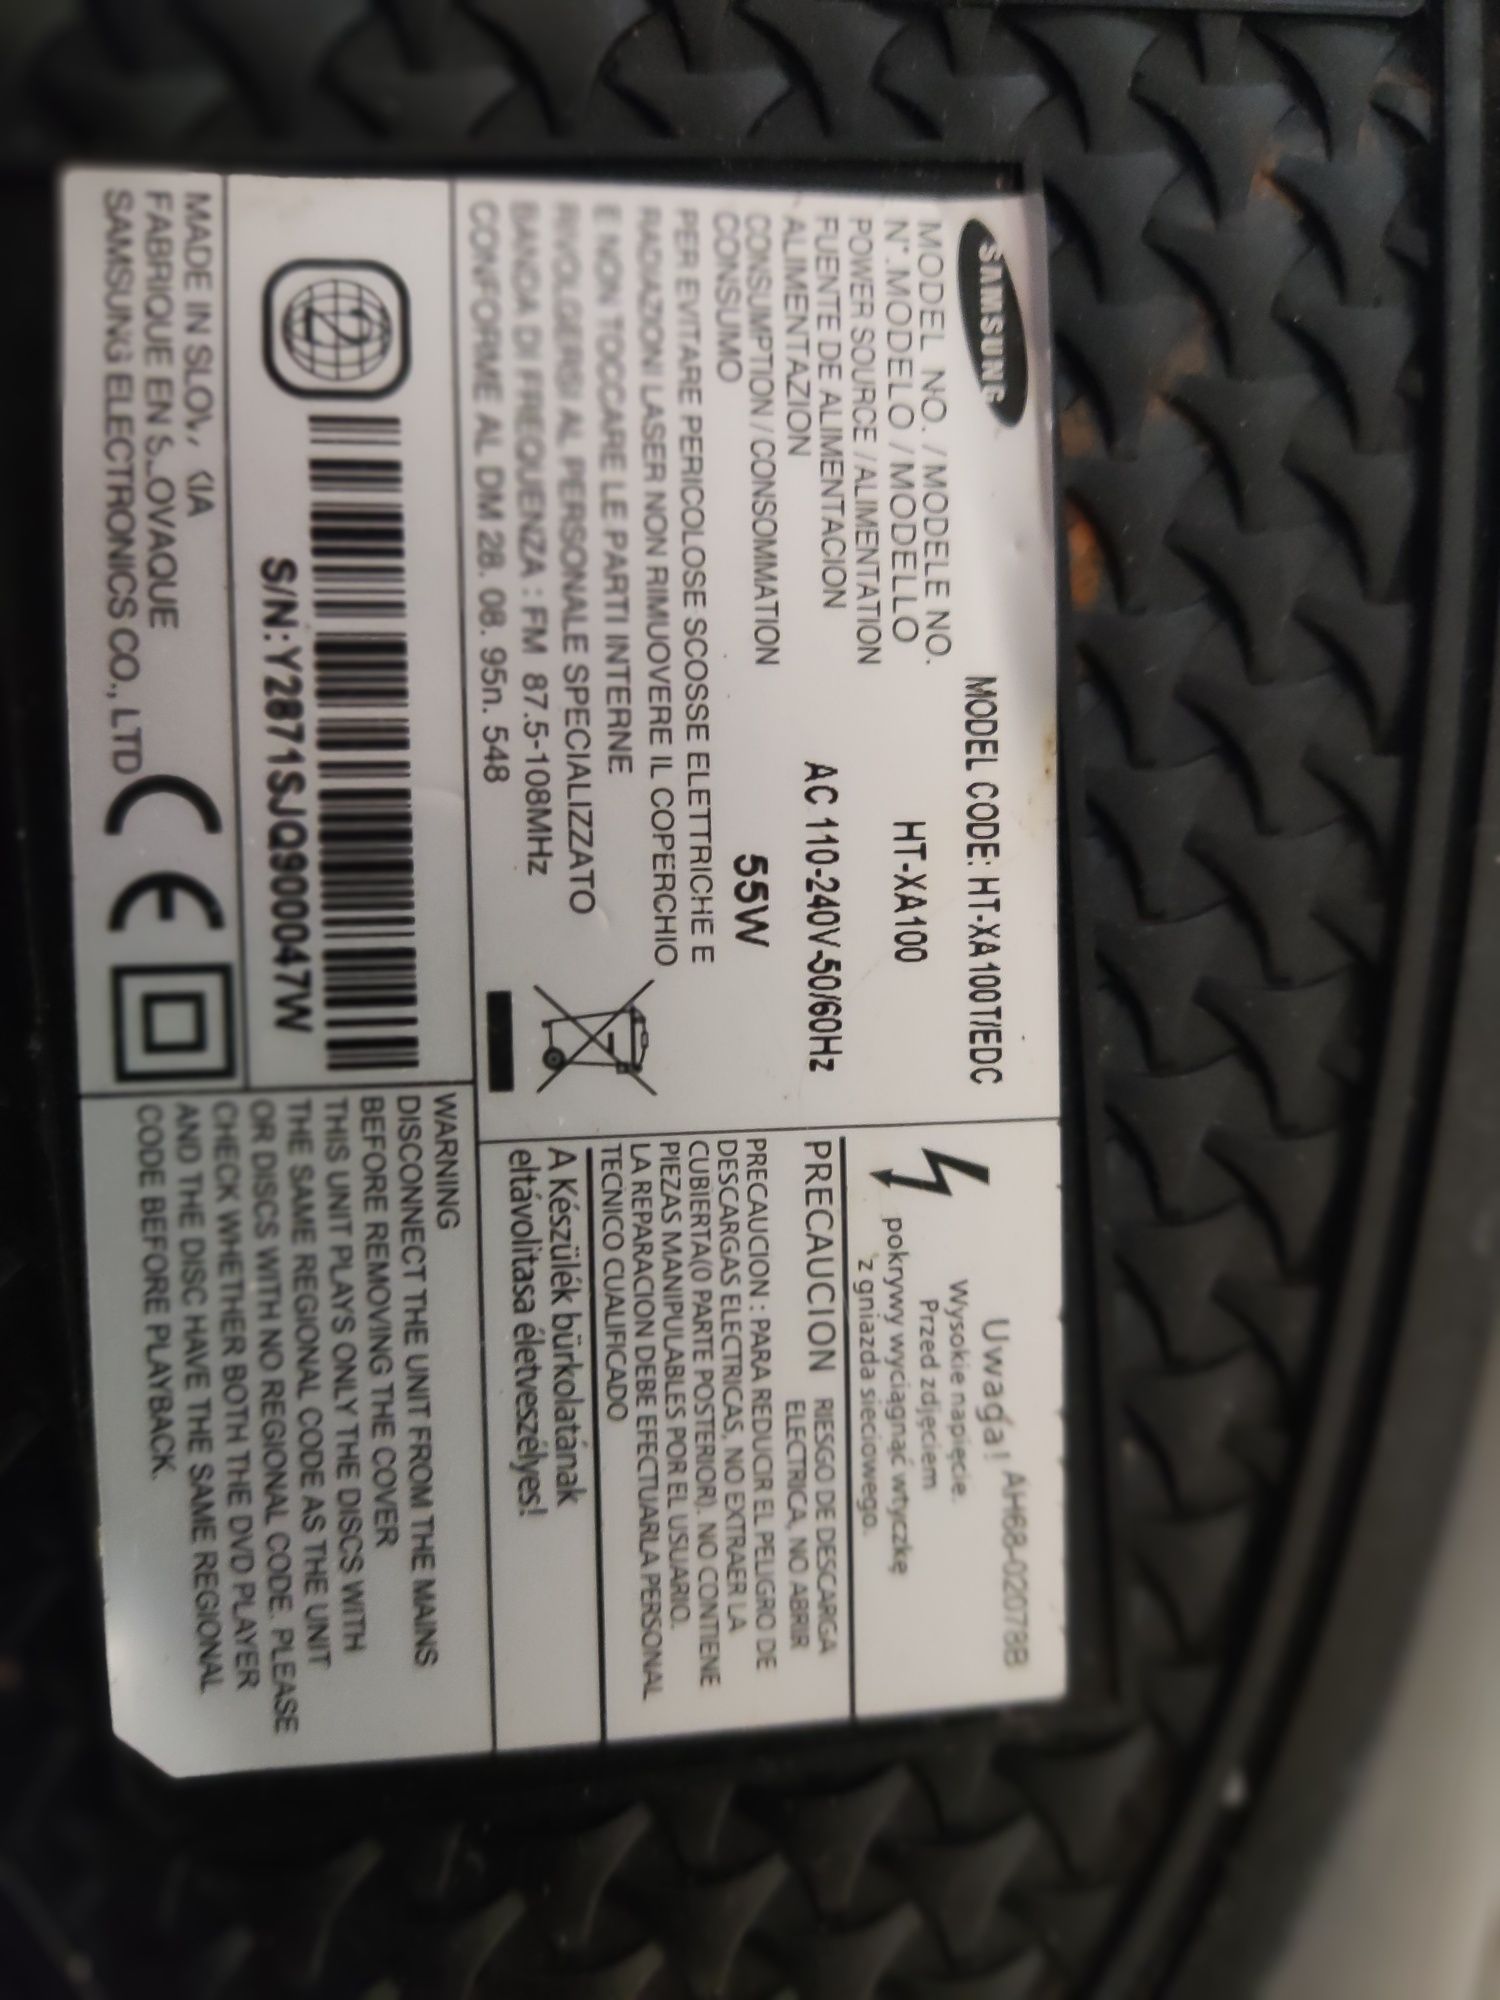 SAMSUNG
MODEL CODE: HT-XA100T/EDC
MODEL NO. / MODELE NO.
N°.MODELO / MODELLO HT-XA100
POWER SOURCE / ALIMENTATION
FUENTE DE ALIMENTACION AC 110-240V-50/60Hz
ALIMENTAZION
CONSUMPTION / CONSOMMATION 55W
CONSUMO
PER EVITARE PERICOLOSE SCOSSE ELETTRICHE E
RADIAZIONI LASER NON RIMUOVERE IL COPERCHIO
E NON TOCCARE LE PARTI INTERNE
RIVOLGERSI AL PERSONALE SPECIALIZZATO
BANDA DI FREQUENZA : FM 87.5-108MHz
CONFORME AL DM 28. 08. 95n. 548
2
S/N:Y2871SJQ900047W
MADE IN
FABRIQUE EN
SAMSUNG ELECTRONICS CO., LTD
CE
AH68-02078B
Uwaga!
Wysokie napięcie.
Przed zdjęciem
pokrywy wyciągnąć wtyczkę
z gniazda sieciowego.
PRECAUCION RIESGO DE DESCARGA
ELECTRICA, NO ABRIR
PRECAUCION : PARA REDUCIR EL PELIGRO DE
DESCARGAS ELECTRICAS, NO EXTRAER LA
CUBIERTA(0 PARTE POSTERIOR). NO CONTIENE
PIEZAS MANIPULABLES POR EL USUARIO.
LA REPARACION DEBE EFECTUARLA PERSONAL
TECNICO CUALIFICADO
A Készülék bürkolatának
eltávolitasa életveszélyes!
WARNING
DISCONNECT THE UNIT FROM THE MAINS
BEFORE REMOVING THE COVER
THIS UNIT PLAYS ONLY THE DISCS WITH
THE SAME REGIONAL CODE AS THE UNIT
OR DISCS WITH NO REGIONAL CODE. PLEASE
CHECK WHETHER BOTH THE DVD PLAYER
AND THE DISC HAVE THE SAME REGIONAL
CODE BEFORE PLAYBACK.